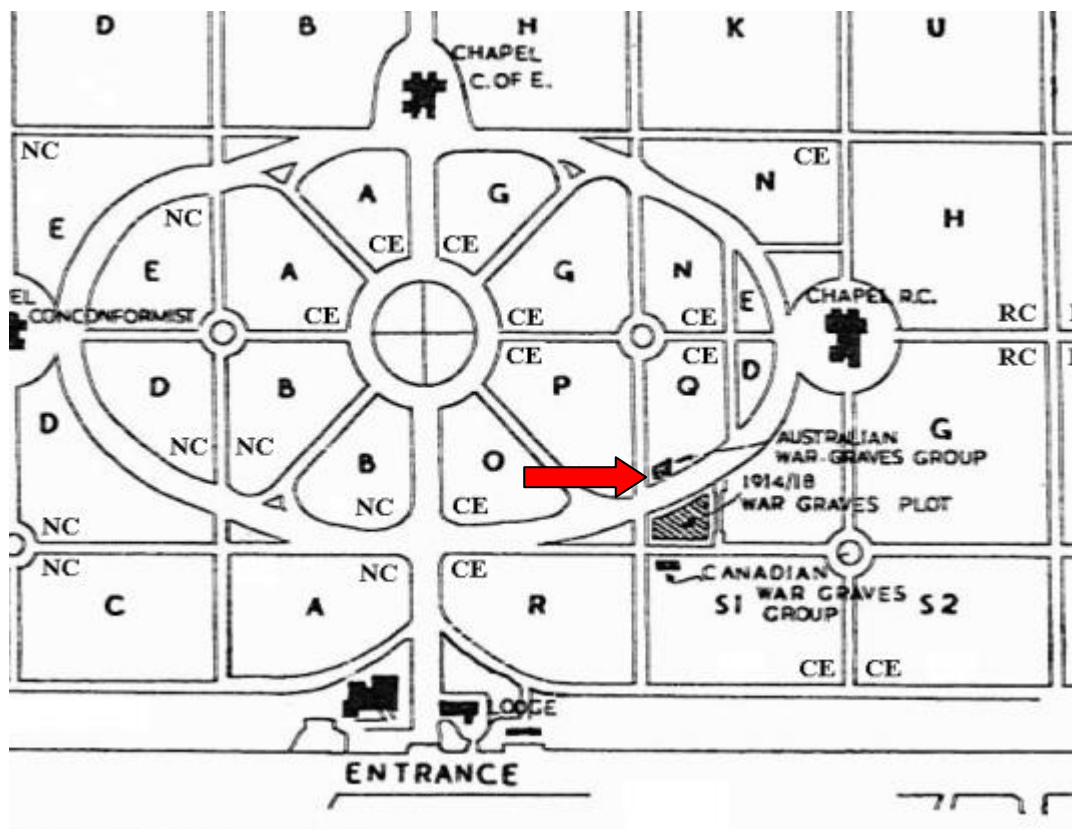 D B H K U
CHAPEL
C. OF E.
NC CE
N
A G
NC
H
E
CE CE
E A G N
E
EL CHAPEL R.C.
CONCONFORMIST CE CE CE RC
CE CE RC
D B P Q D
D
G
B O
NC NC
AUSTRALIAN
WAR-GRAVES GROUP
1914/18
WAR GRAVES PLOT
NC CE
NC
NC NC CE
CANADIAN
WAR GRAVES
GROUP
C A R S1 S2
CE CE
LODGE
ENTRANCE